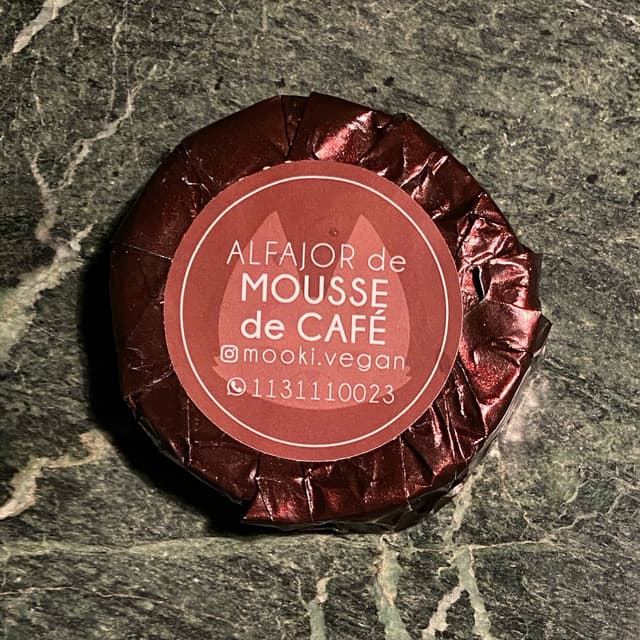 ALFAJOR de
MOUSSE
de CAFÉ
mooki.vegan
1131110023